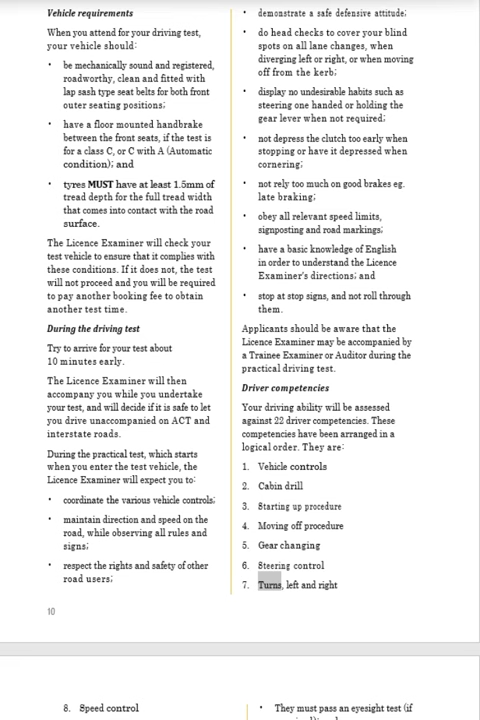 Vehicle requirements
When you attend for your driving test,
your vehicle should:
• be mechanically sound and registered,
roadworthy, clean and fitted with
lap sash type seat belts for both front
outer seating positions;
• have a floor mounted handbrake
between the front seats, if the test is
for a class C, or C with A (Automatic
condition); and
• tyres MUST have at least 1.5mm of
tread depth for the full tread width
that comes into contact with the road
surface.
The Licence Examiner will check your
test vehicle to ensure that it complies with
these conditions. If it does not, the test
will not proceed and you will be required
to pay another booking fee to obtain
another test time.
During the driving test
Try to arrive for your test about
10 minutes early.
The Licence Examiner will then
accompany you while you undertake
your test, and will decide if it is safe to let
you drive unaccompanied on ACT and
interstate roads.
During the practical test, which starts
when you enter the test vehicle, the
Licence Examiner will expect you to:
• coordinate the various vehicle controls;
• maintain direction and speed on the
road, while observing all rules and
signs;
• respect the rights and safety of other
road users;
10
• demonstrate a safe defensive attitude;
• do head checks to cover your blind
spots on all lane changes, when
diverging left or right, or when moving
off from the kerb;
• display no undesirable habits such as
steering one handed or holding the
gear lever when not required;
• not depress the clutch too early when
stopping or have it depressed when
cornering;
• not rely too much on good brakes eg.
late braking;
• obey all relevant speed limits,
signposting and road markings;
• have a basic knowledge of English
in order to understand the Licence
Examiner's directions; and
• stop at stop signs, and not roll through
them.
Applicants should be aware that the
Licence Examiner may be accompanied by
a Trainee Examiner or Auditor during the
practical driving test.
Driver competencies
Your driving ability will be assessed
against 22 driver competencies. These
competencies have been arranged in a
logical order. They are:
1. Vehicle controls
2. Cabin drill
3. Starting up procedure
4. Moving off procedure
5. Gear changing
6. Steering control
7. Turns, left and right
8. Speed control
• They must pass an eyesight test (if